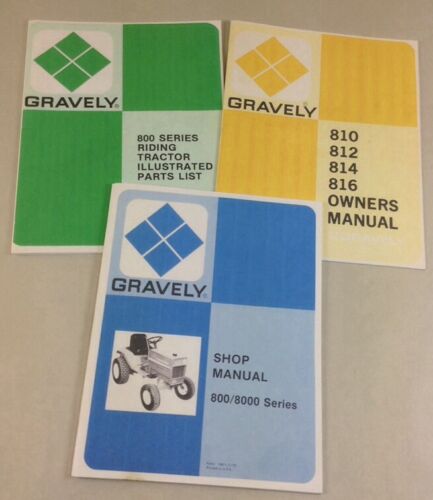 GRAVELY®
800 SERIES
RIDING
TRACTOR
ILLUSTRATED
PARTS LIST
GRAVELY®
810
812
814
816
OWNERS
MANUAL
GRAVELY®
SHOP
MANUAL
800/8000 Series